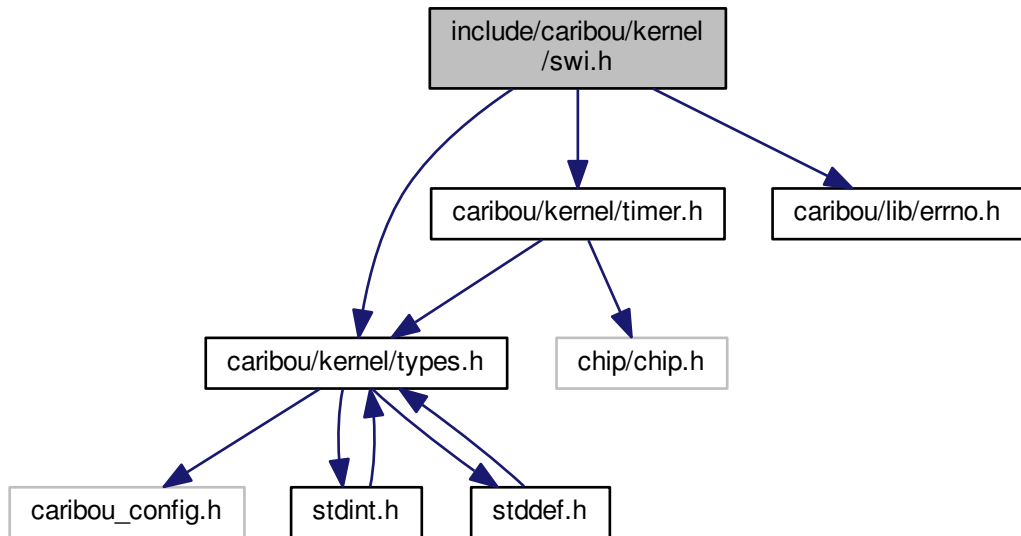 include/caribou/kernel
/swi.h
caribou/kernel/timer.h
caribou/lib/errno.h
caribou/kernel/types.h
chip/chip.h
caribou_config.h
stdint.h
stddef.h